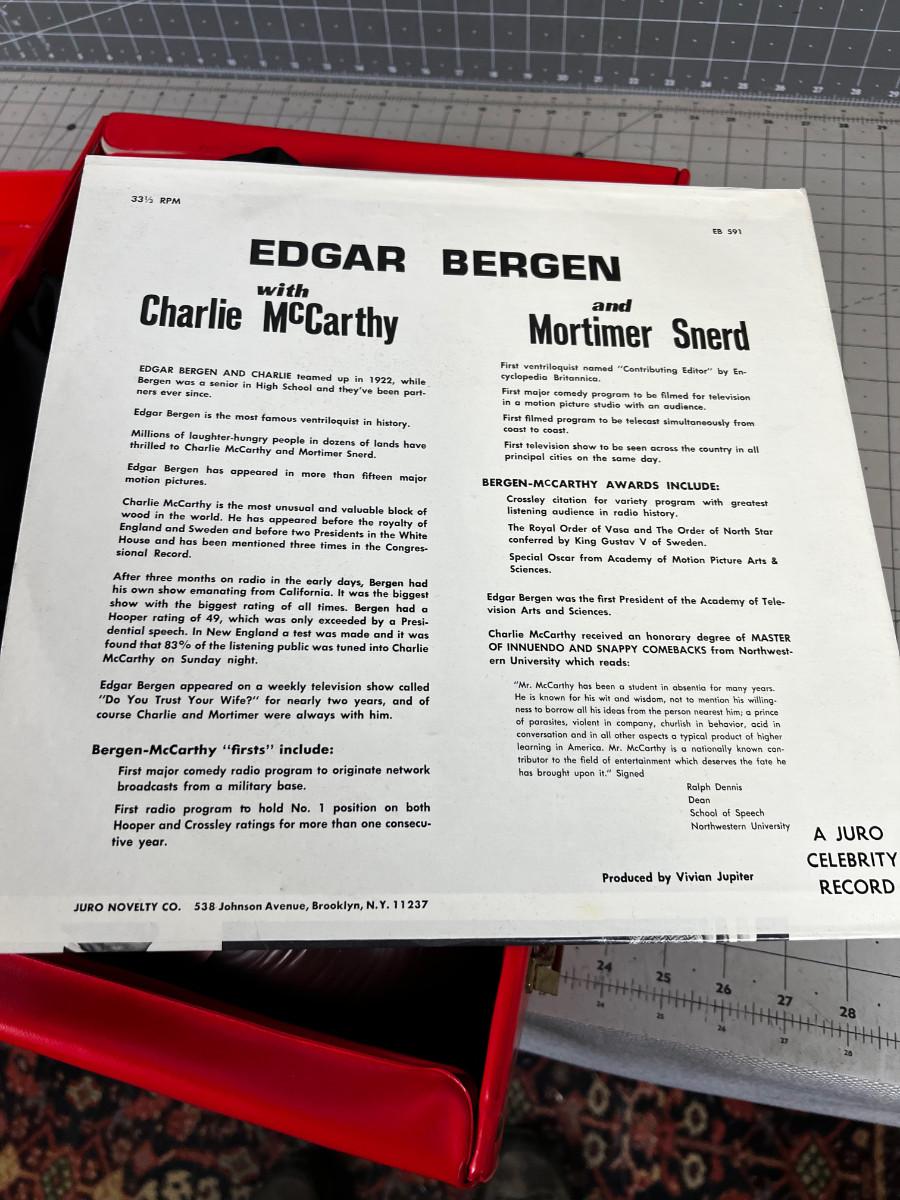 33⅓ RPM
EB 591
EDGAR BERGEN
with
Charlie McCarthy
and
Mortimer Snerd
EDGAR BERGEN AND CHARLIE teamed up in 1922, while
Bergen was a senior in High School and they've been part-
ners ever since.
Edgar Bergen is the most famous ventriloquist in history.
Millions of laughter-hungry people in dozens of lands have
thrilled to Charlie McCarthy and Mortimer Snerd.
Edgar Bergen has appeared in more than fifteen major
motion pictures.
Charlie McCarthy is the most unusual and valuable block of
wood in the world. He has appeared before the royalty of
England and Sweden and before two Presidents in the White
House and has been mentioned three times in the Congres-
sional Record.
After three months on radio in the early days, Bergen had
his own show emanating from California. It was the biggest
show with the biggest rating of all times. Bergen had a
Hooper rating of 49, which was only exceeded by a Presi-
dential speech. In New England a test was made and it was
found that 83% of the listening public was tuned into Charlie
McCarthy on Sunday night.
Edgar Bergen appeared on a weekly television show called
"Do You Trust Your Wife?" for nearly two years, and of
course Charlie and Mortimer were always with him.
Bergen-McCarthy "firsts" include:
First major comedy radio program to originate network
broadcasts from a military base.
First radio program to hold No. 1 position on both
Hooper and Crossley ratings for more than one consecu-
tive year.
First ventriloquist named "Contributing Editor" by En-
cyclopedia Britannica.
First major comedy program to be filmed for television
in a motion picture studio with an audience.
First filmed program to be telecast simultaneously from
coast to coast.
First television show to be seen across the country in all
principal cities on the same day.
BERGEN-McCARTHY AWARDS INCLUDE:
Crossley citation for variety program with greatest
listening audience in radio history.
The Royal Order of Vasa and The Order of North Star
conferred by King Gustav V of Sweden.
Special Oscar from Academy of Motion Picture Arts &
Sciences.
Edgar Bergen was the first President of the Academy of Tele-
vision Arts and Sciences.
Charlie McCarthy received an honorary degree of MASTER
OF INNUENDO AND SNAPPY COMEBACKS from Northwest-
ern University which reads:
"Mr. McCarthy has been a student in absentia for many years.
He is known for his wit and wisdom, not to mention his willing-
ness to borrow all his ideas from the person nearest him; a prince
of parasites, violent in company, churlish in behavior, acid in
conversation and in all other aspects a typical product of higher
learning in America. Mr. McCarthy is a nationally known con-
tributor to the field of entertainment which deserves the fate he
has brought upon it." Signed
Ralph Dennis
Dean
School of Speech
Northwestern University
Produced by Vivian Jupiter
A JURO
CELEBRITY
RECORD
JURO NOVELTY CO. 538 Johnson Avenue, Brooklyn, N.Y. 11237
24 25 26 27 28